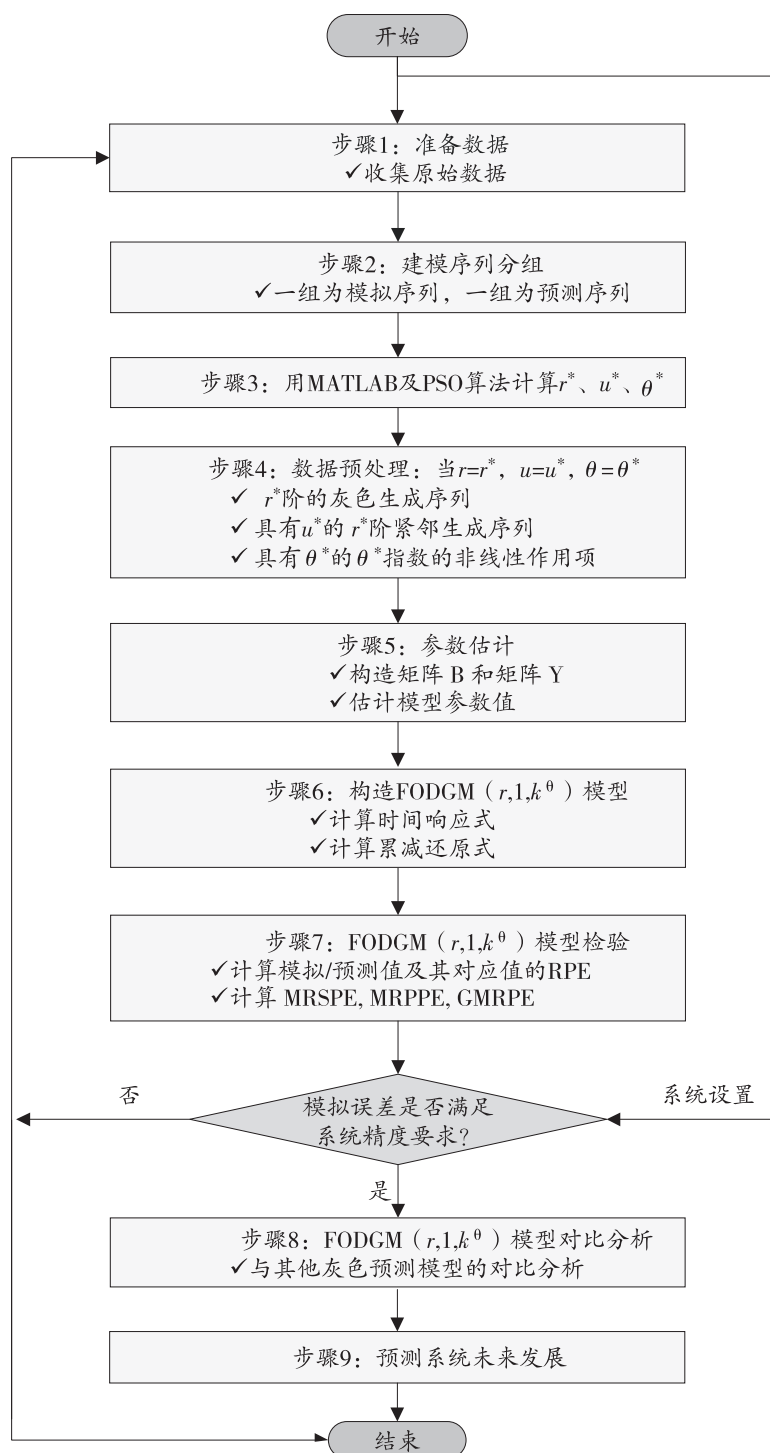 开始
步骤1：准备数据
✓收集原始数据
步骤2：建模序列分组
✓一组为模拟序列，一组为预测序列
步骤3：用MATLAB及PSO算法计算r*、u*、θ*
步骤4：数据预处理：当r=r*，u=u*，θ=θ*
✓ r*阶的灰色生成序列
✓具有u*的r*阶紧邻生成序列
✓具有θ*的θ*指数的非线性作用项
步骤5：参数估计
✓构造矩阵 B 和矩阵 Y
✓估计模型参数值
步骤6：构造FODGM（r,1,k^θ）模型
✓计算时间响应式
✓计算累减还原式
步骤7：FODGM（r,1,k^θ）模型检验
✓计算模拟/预测值及其对应值的RPE
✓计算 MRSPE, MRPPE, GMRPE
否
模拟误差是否满足
系统精度要求?
系统设置
是
步骤8：FODGM（r,1,k^θ）模型对比分析
✓与其他灰色预测模型的对比分析
步骤9：预测系统未来发展
结束